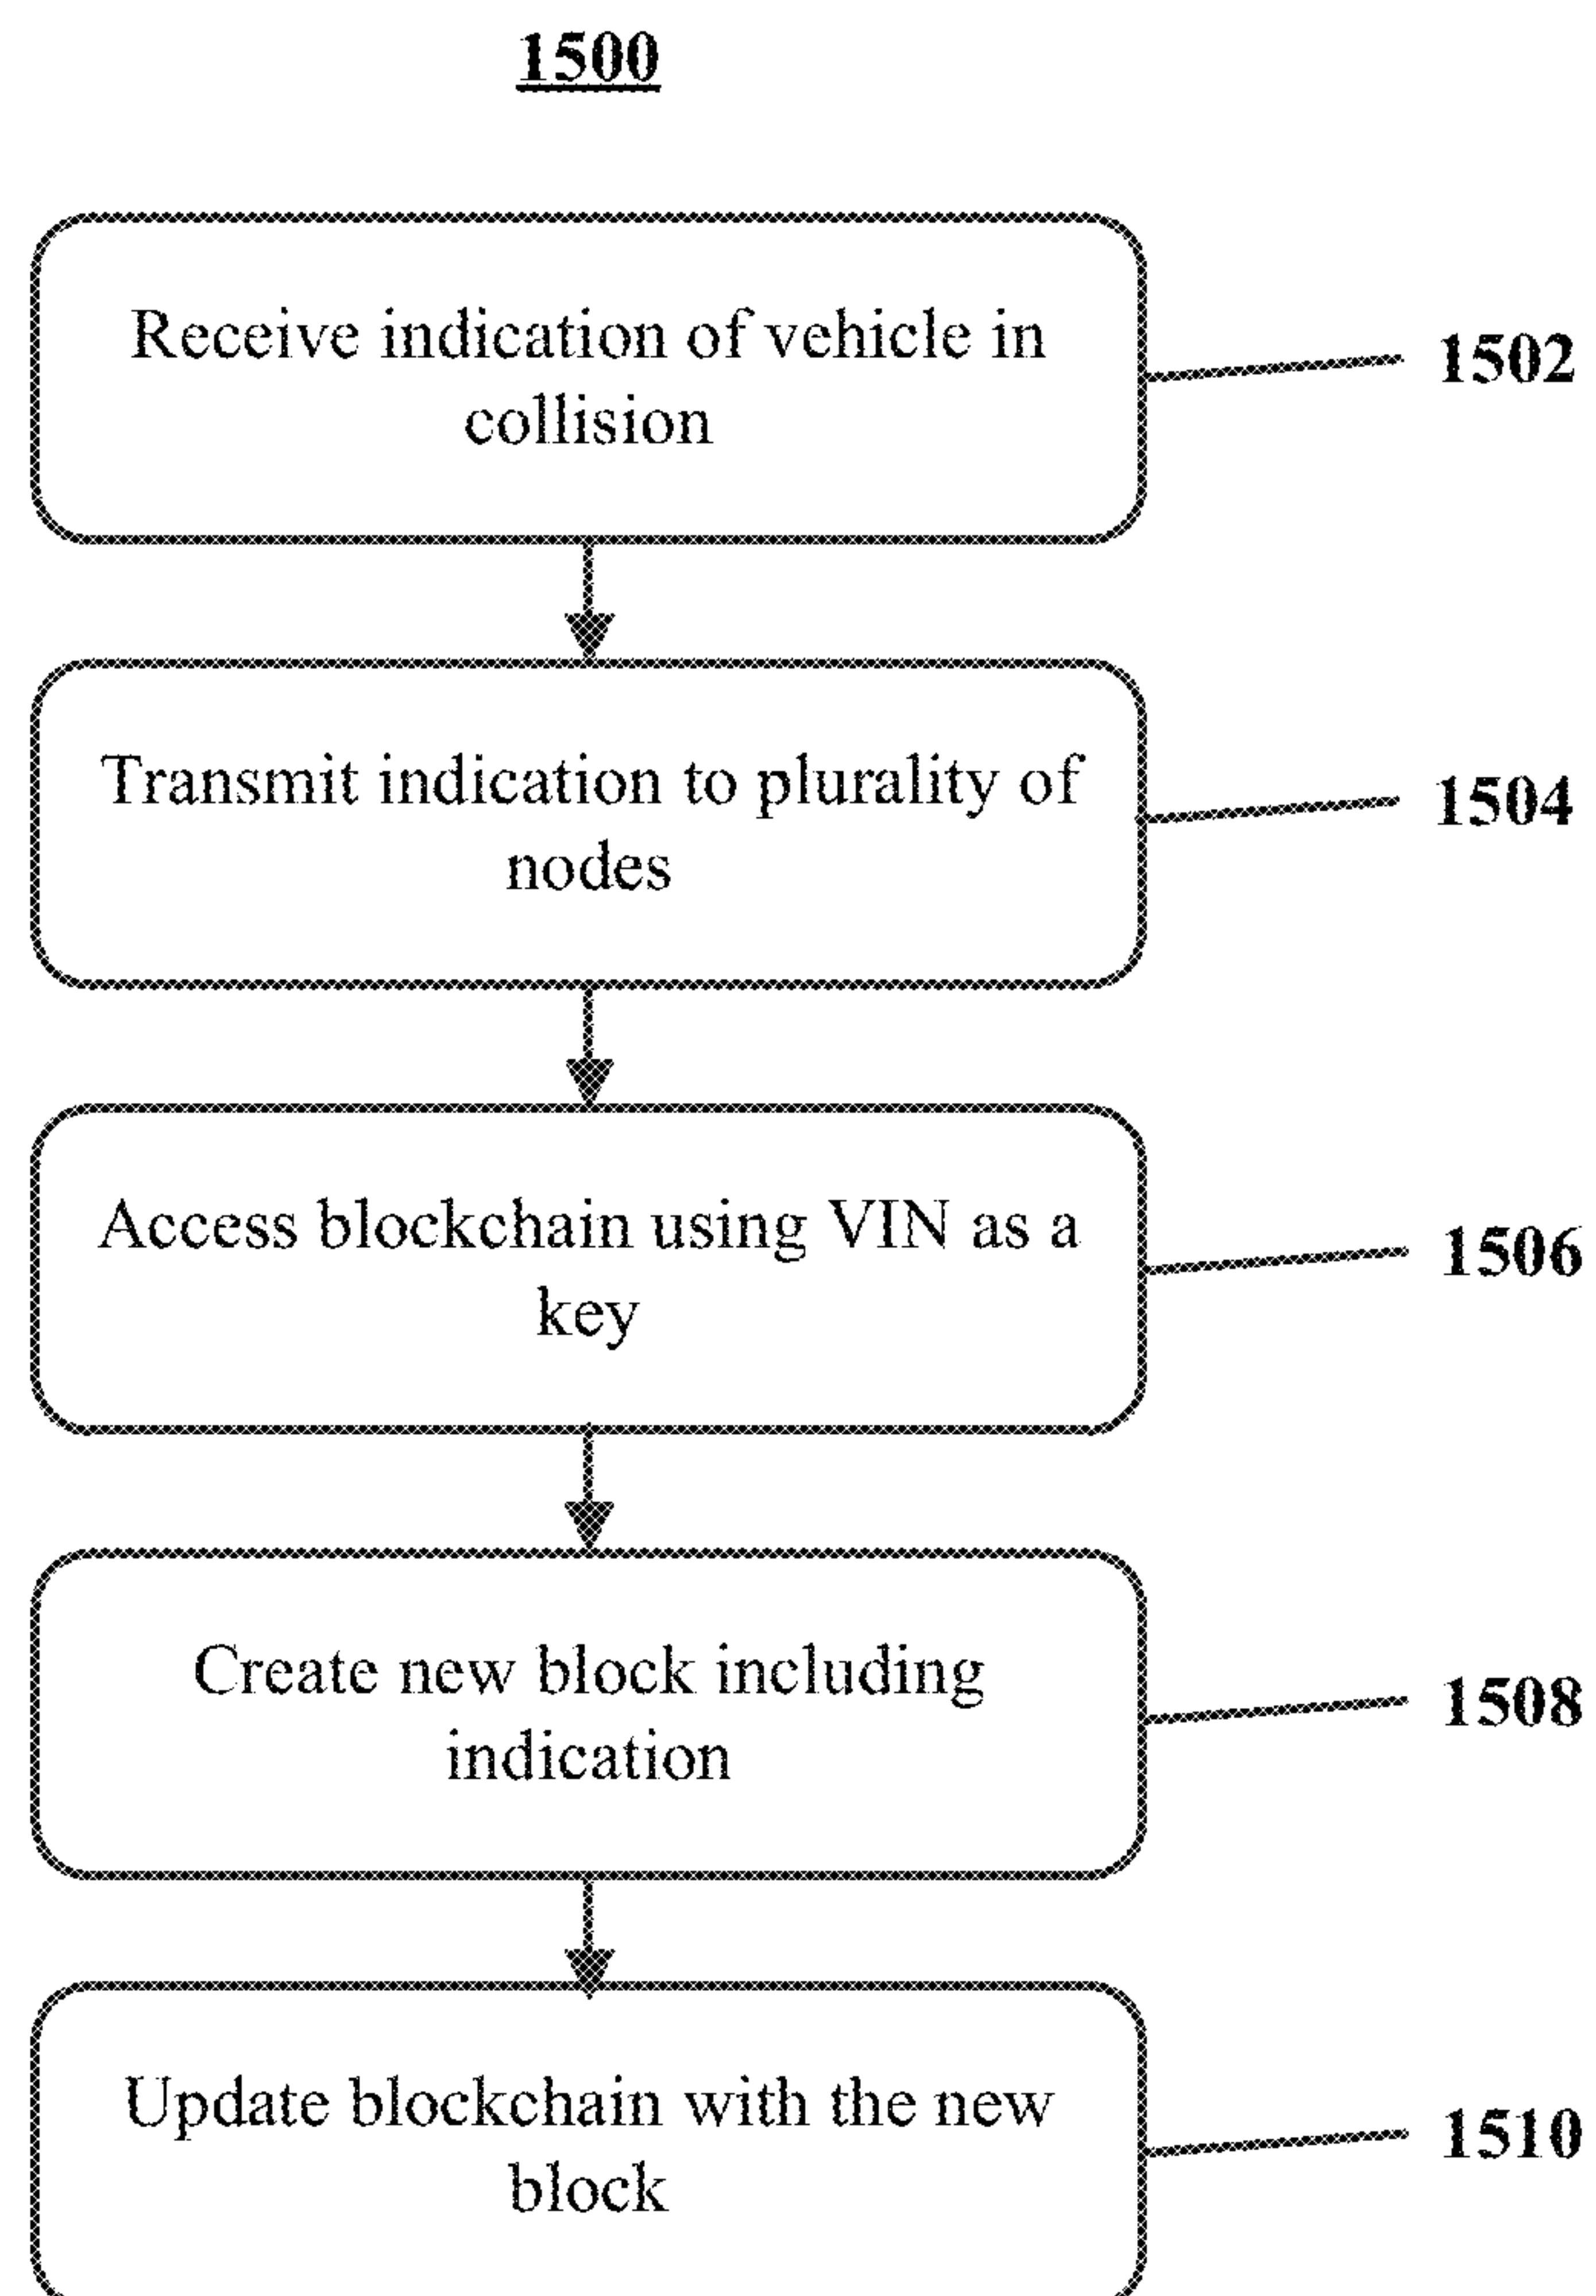 1500
Receive indication of vehicle in
collision
1502
Transmit indication to plurality of
nodes
1504
Access blockchain using VIN as a
key
1506
Create new block including
indication
1508
Update blockchain with the new
block
1510